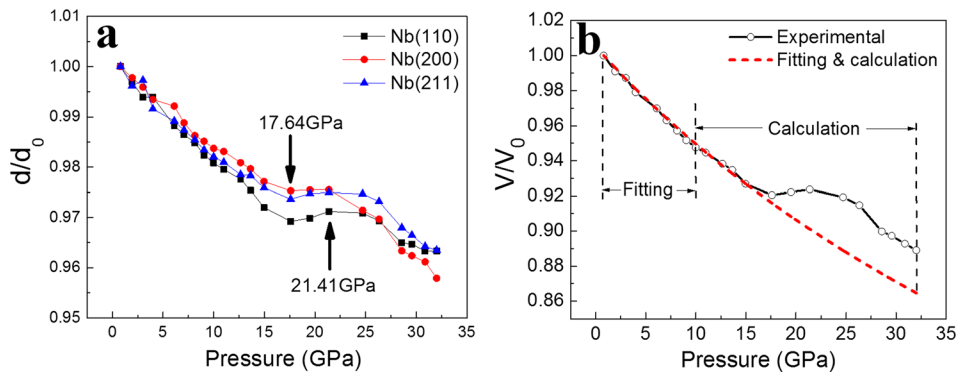 a
Nb(110)
Nb(200)
Nb(211)
17.64GPa
21.41GPa
d/d0
1.01
1.00
0.99
0.98
0.97
0.96
0.95
0 5 10 15 20 25 30 35
Pressure (GPa)
b
Experimental
Fitting & calculation
Calculation
Fitting
V/V0
1.02
1.00
0.98
0.96
0.94
0.92
0.90
0.88
0.86
0 5 10 15 20 25 30 35
Pressure (GPa)